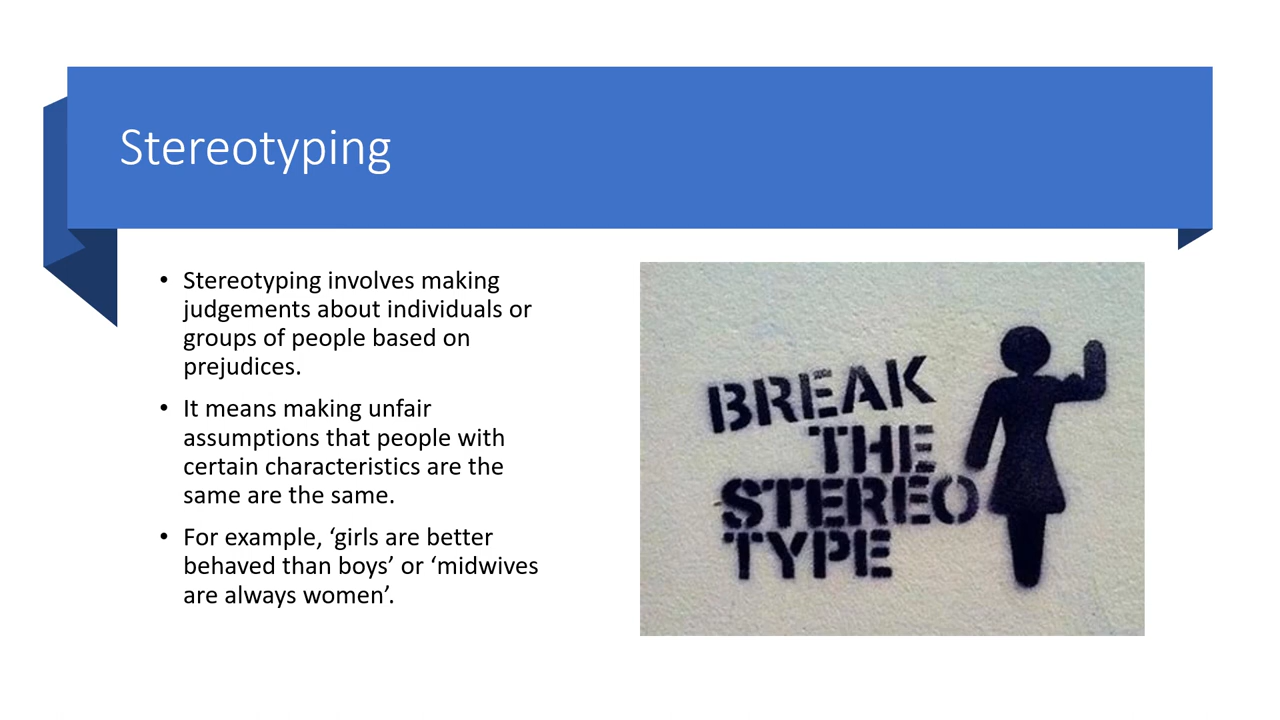 Stereotyping
• Stereotyping involves making
judgements about individuals or
groups of people based on
prejudices.
• It means making unfair
assumptions that people with
certain characteristics are the
same are the same.
• For example, ‘girls are better
behaved than boys’ or ‘midwives
are always women’.
BREAK
THE
STEREO
TYPE